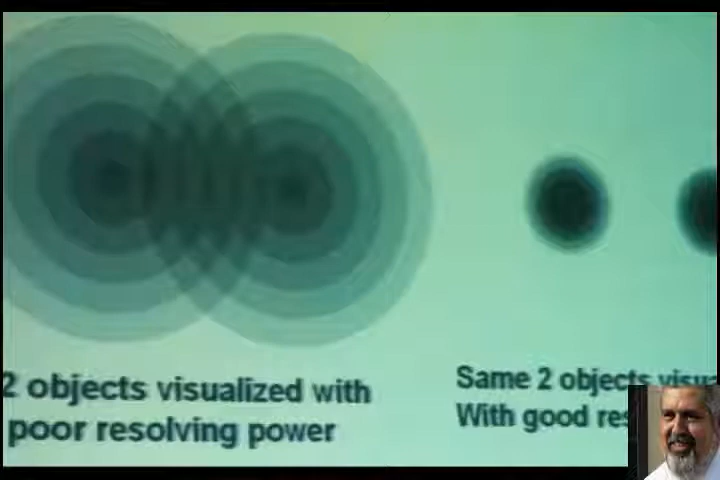 2 objects visualized with
poor resolving power
Same 2 objects
With good